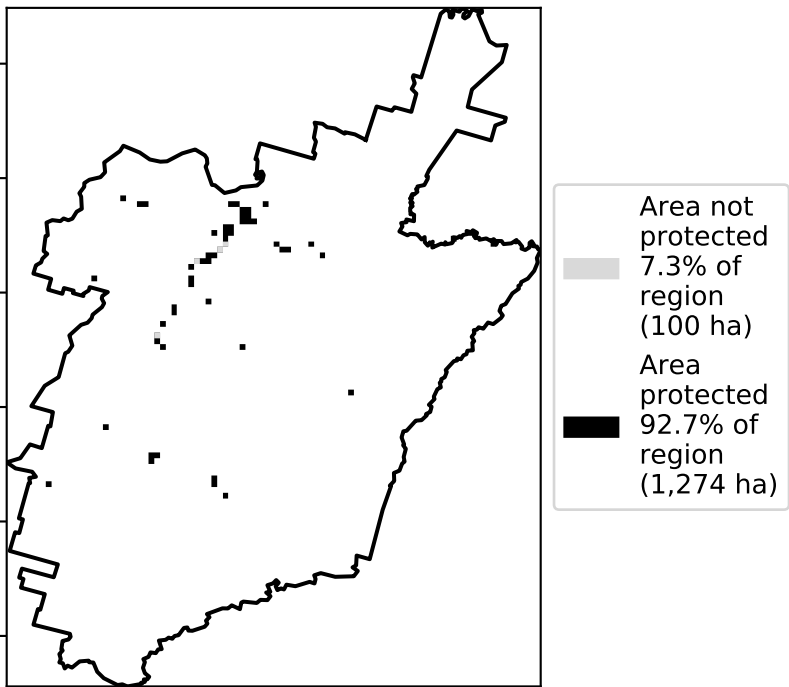 Area not
protected
7.3% of
region
(100 ha)
Area
protected
92.7% of
region
(1,274 ha)